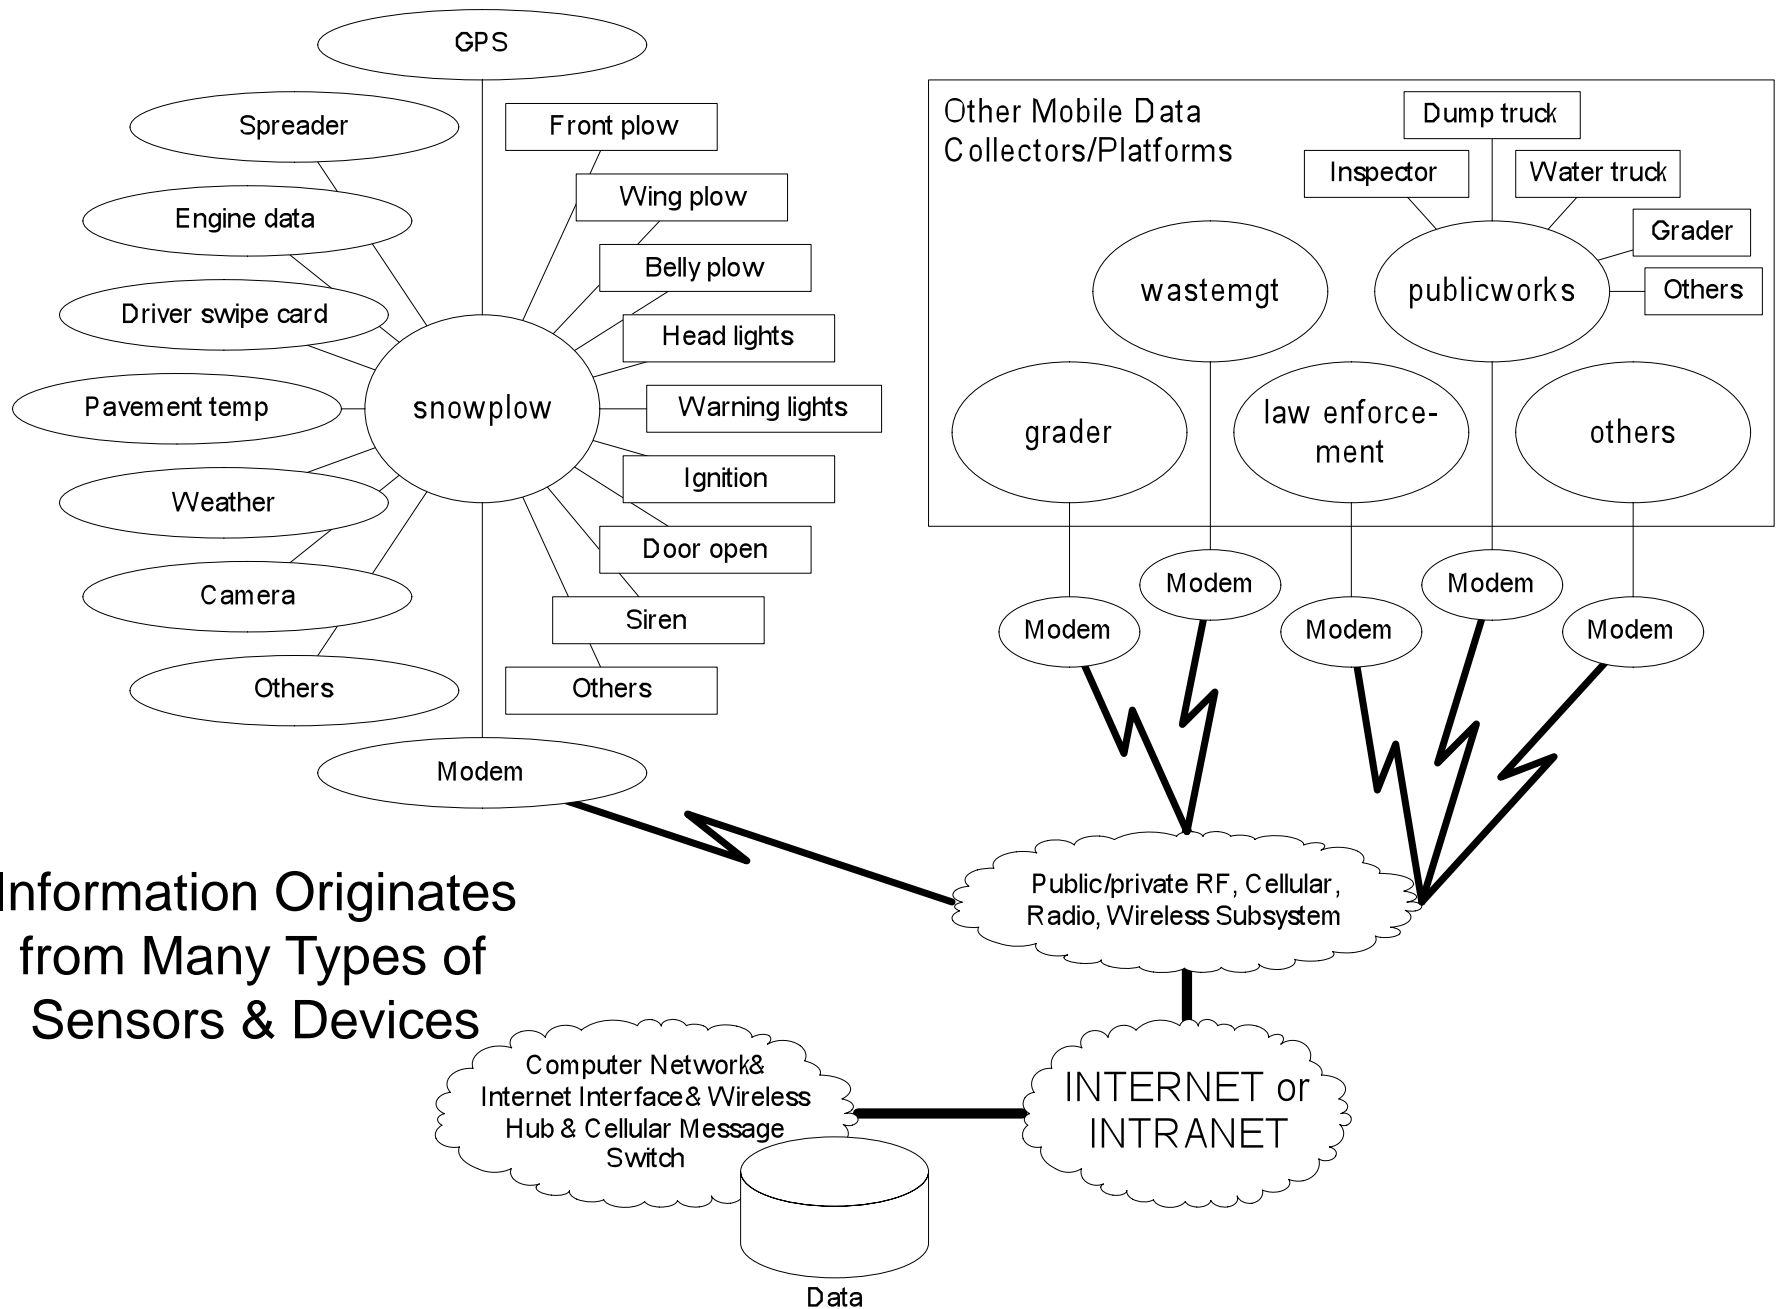 GPS
Spreader
Engine data
Driver swipe card
Pavement temp
Weather
Camera
Others
Front plow
Wing plow
Belly plow
Head lights
Warning lights
Ignition
Door open
Siren
Others
snowplow
Modem
Other Mobile Data
Collectors/Platforms
Dump truck
Inspector
Water truck
Grader
Others
wastemgt
publicworks
grader
law enforce-
ment
others
Modem
Modem
Modem
Modem
Modem
Public/private RF, Cellular,
Radio, Wireless Subsystem
Information Originates
from Many Types of
Sensors & Devices
Computer Network&
Internet Interface& Wireless
Hub & Cellular Message
Switch
INTERNET or
INTRANET
Data